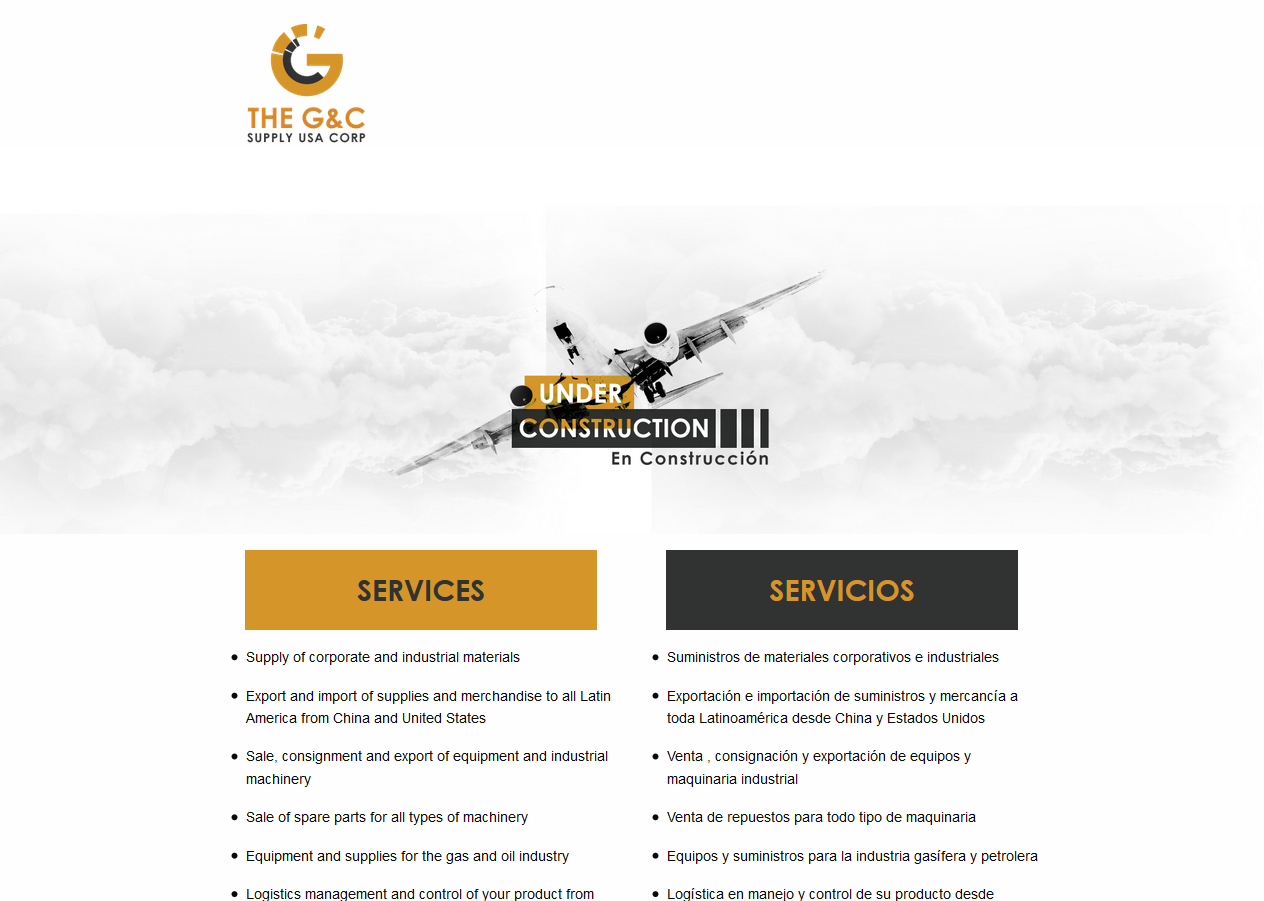 THE G&C
SUPPLY USA CORP
UNDER
CONSTRUCTION
En Construcción
SERVICES
Supply of corporate and industrial materials
Export and import of supplies and merchandise to all Latin
America from China and United States
Sale, consignment and export of equipment and industrial
machinery
Sale of spare parts for all types of machinery
Equipment and supplies for the gas and oil industry
Logistics management and control of your product from
SERVICIOS
Suministros de materiales corporativos e industriales
Exportación e importación de suministros y mercancía a
toda Latinoamérica desde China y Estados Unidos
Venta , consignación y exportación de equipos y
maquinaria industrial
Venta de repuestos para todo tipo de maquinaria
Equipos y suministros para la industria gasífera y petrolera
Logística en manejo y control de su producto desde